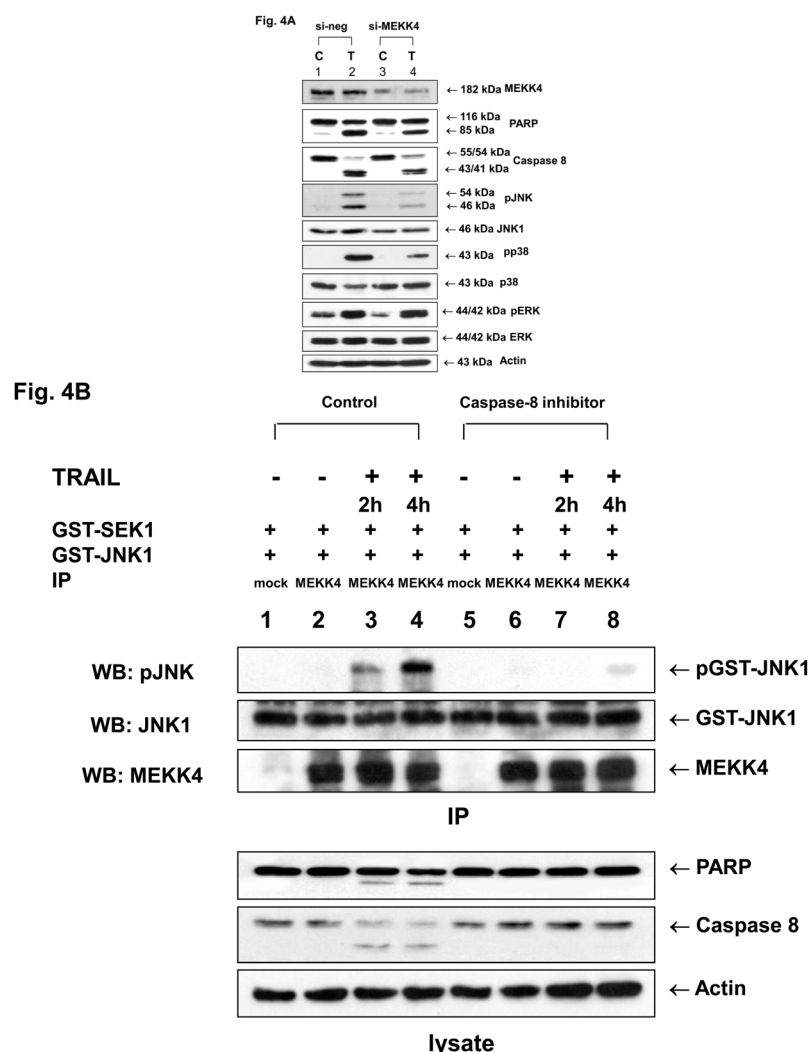 Fig. 4A
si-neg si-MEKK4
C T C T
1 2 3 4
← 182 kDa MEKK4
← 116 kDa
PARP
← 85 kDa
← 55/54 kDa
Caspase 8
← 43/41 kDa
← 54 kDa
pJNK
← 46 kDa
← 46 kDa JNK1
← 43 kDa pp38
← 43 kDa p38
← 44/42 kDa pERK
← 44/42 kDa ERK
← 43 kDa Actin
Fig. 4B
Control Caspase-8 inhibitor
TRAIL - - + + - - + +
2h 4h 2h 4h
GST-SEK1 + + + + + + + +
GST-JNK1 + + + + + + + +
IP mock MEKK4 MEKK4 MEKK4 mock MEKK4 MEKK4 MEKK4
1 2 3 4 5 6 7 8
WB: pJNK ← pGST-JNK1
WB: JNK1 ← GST-JNK1
WB: MEKK4 ← MEKK4
IP
← PARP
← Caspase 8
← Actin
lysate